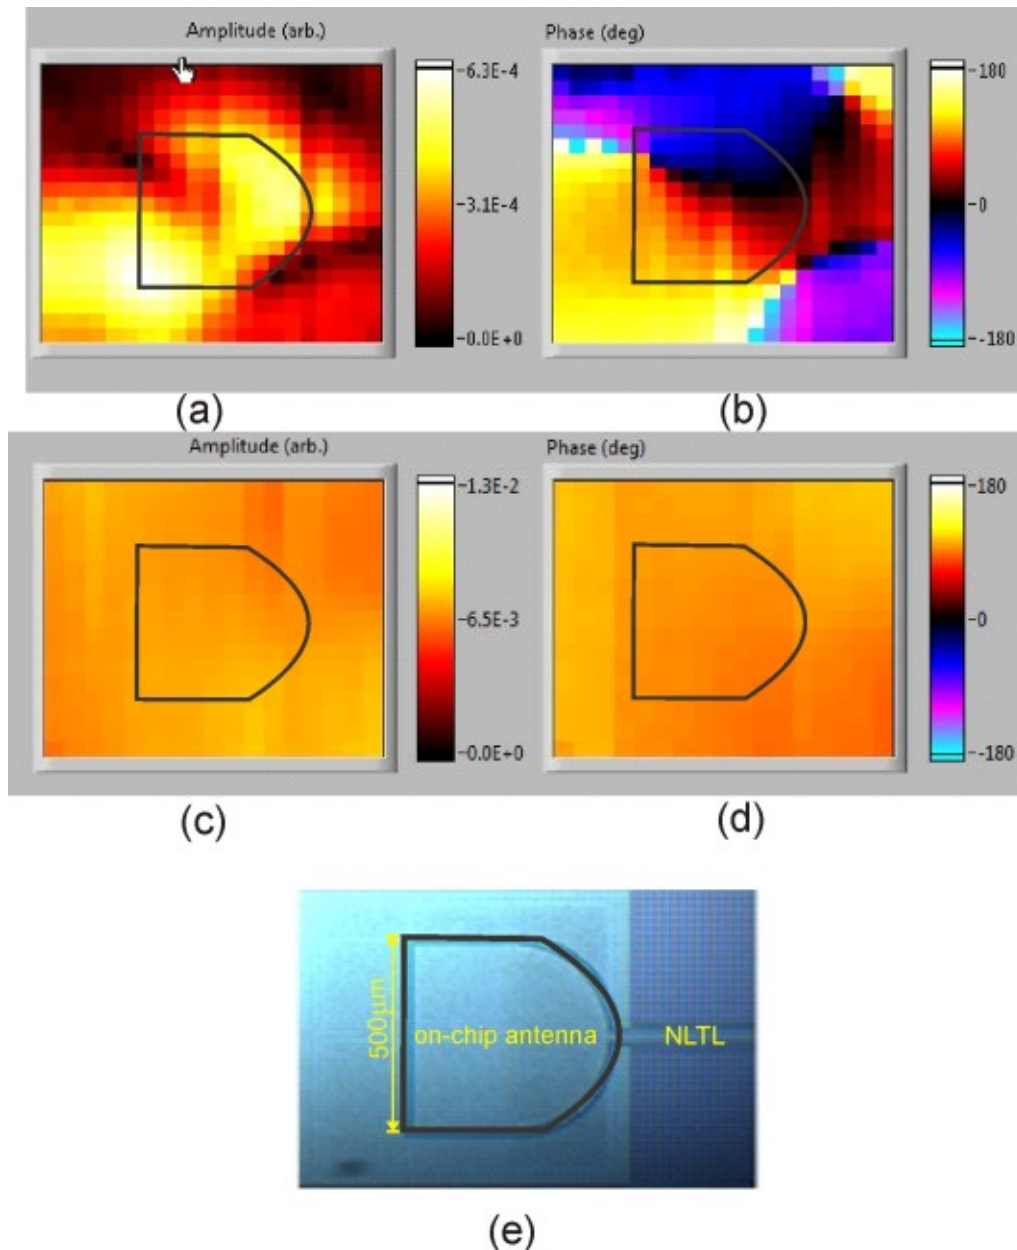 Amplitude (arb.)
Phase (deg)
6.3E-4
3.1E-4
0.0E+0
180
0
-180
(a)
(b)
Amplitude (arb.)
Phase (deg)
1.3E-2
6.5E-3
0.0E+0
180
0
-180
(c)
(d)
500μm
on-chip antenna
NLTL
(e)